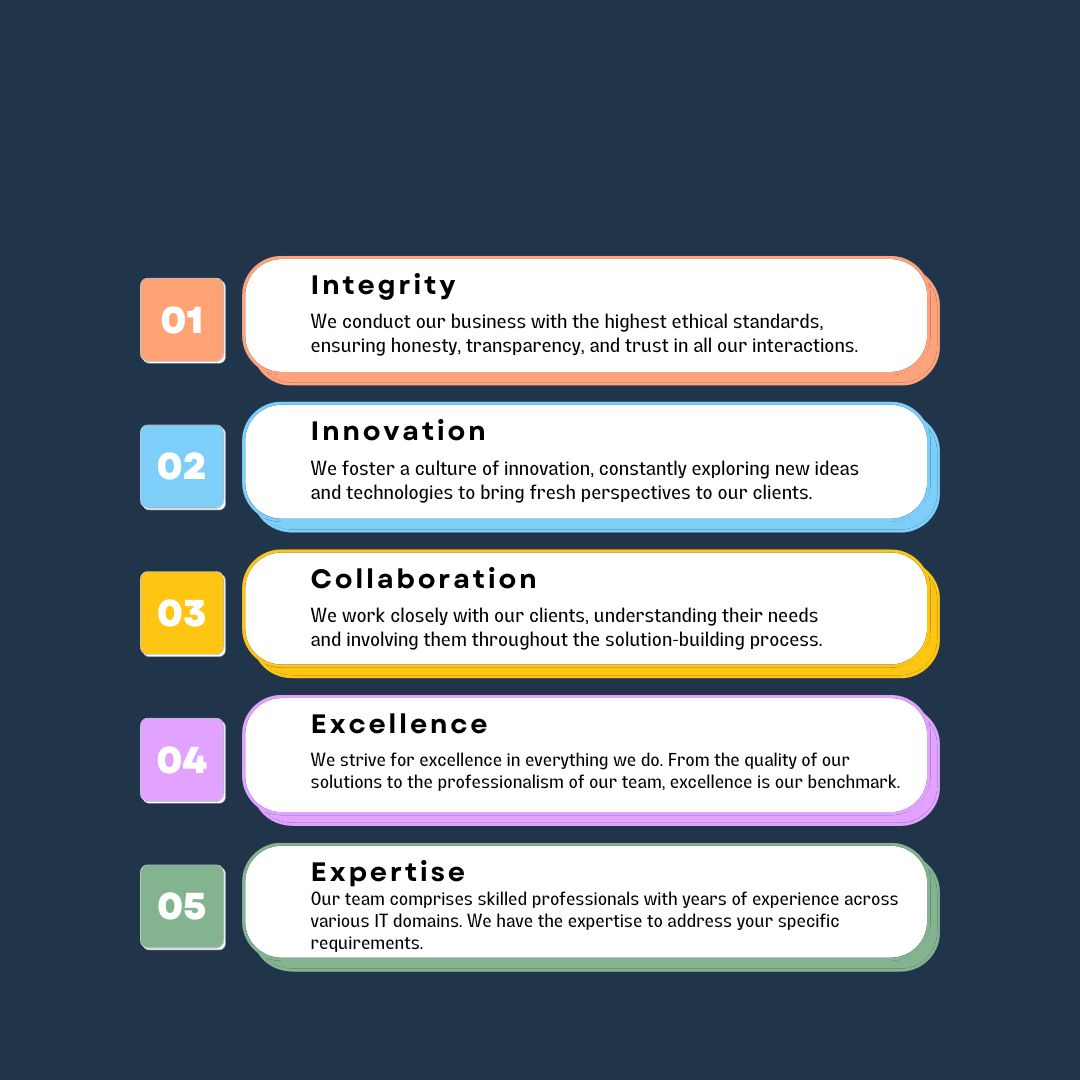 01
Integrity
We conduct our business with the highest ethical standards,
ensuring honesty, transparency, and trust in all our interactions.
02
Innovation
We foster a culture of innovation, constantly exploring new ideas
and technologies to bring fresh perspectives to our clients.
03
Collaboration
We work closely with our clients, understanding their needs
and involving them throughout the solution-building process.
04
Excellence
We strive for excellence in everything we do. From the quality of our
solutions to the professionalism of our team, excellence is our benchmark.
05
Expertise
Our team comprises skilled professionals with years of experience across
various IT domains. We have the expertise to address your specific
requirements.